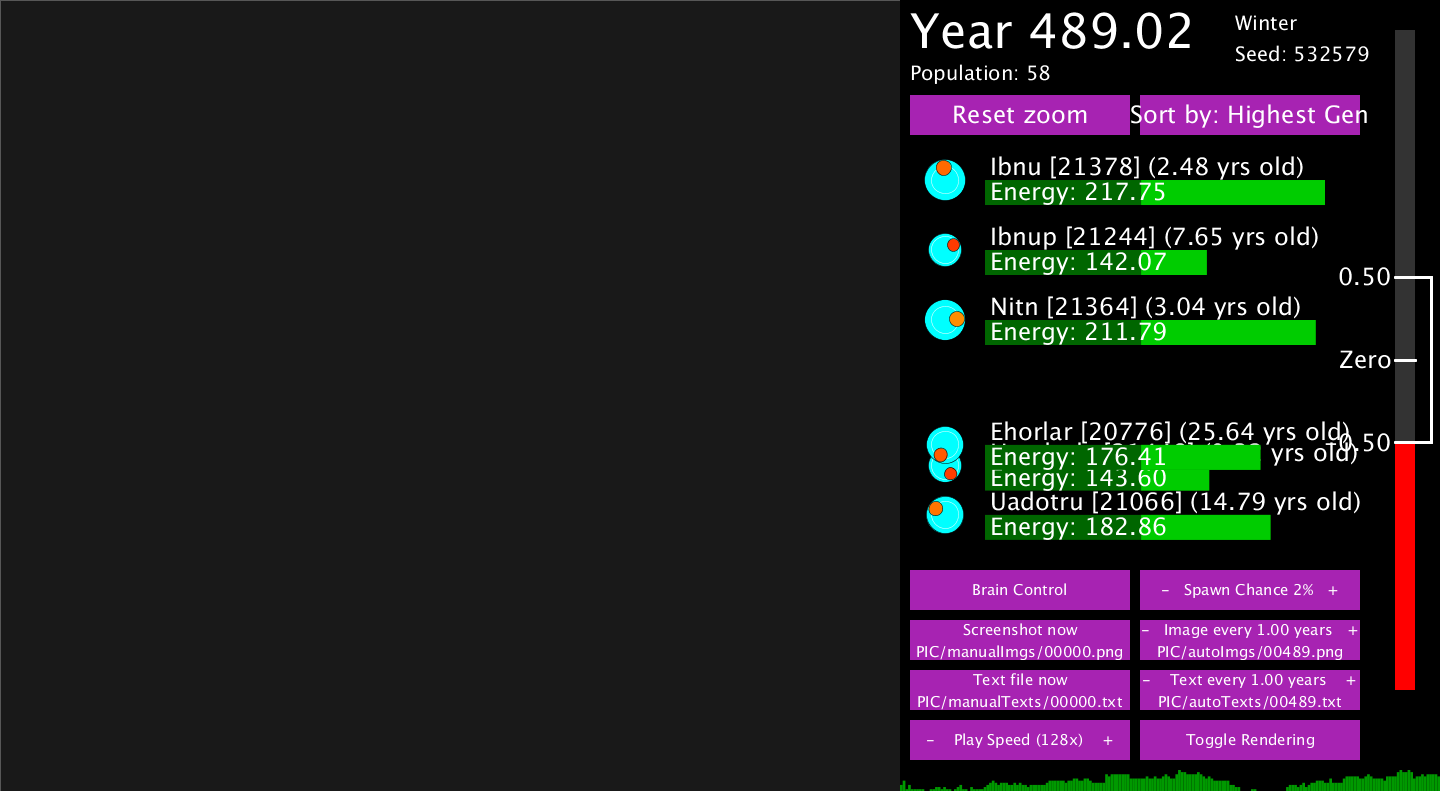 Year 489.02
Winter
Seed: 532579
Population: 58
Reset zoom
Sort by: Highest Gen
Ibnu [21378] (2.48 yrs old)
Energy: 217.75
Ibnup [21244] (7.65 yrs old)
Energy: 142.07
0.50
Nitn [21364] (3.04 yrs old)
Energy: 211.79
Zero
Ehorlar [20776] (25.64 yrs old)
Energy: 176.41
yrs old)
0.50
Energy: 143.60
Uadotru [21066] (14.79 yrs old)
Energy: 182.86
Brain Control
- Spawn Chance 2% +
Screenshot now
PIC/manualImgs/00000.png
- Image every 1.00 years +
PIC/autoImgs/00489.png
Text file now
PIC/manualTexts/00000.txt
- Text every 1.00 years +
PIC/autoTexts/00489.txt
- Play Speed (128x) +
Toggle Rendering